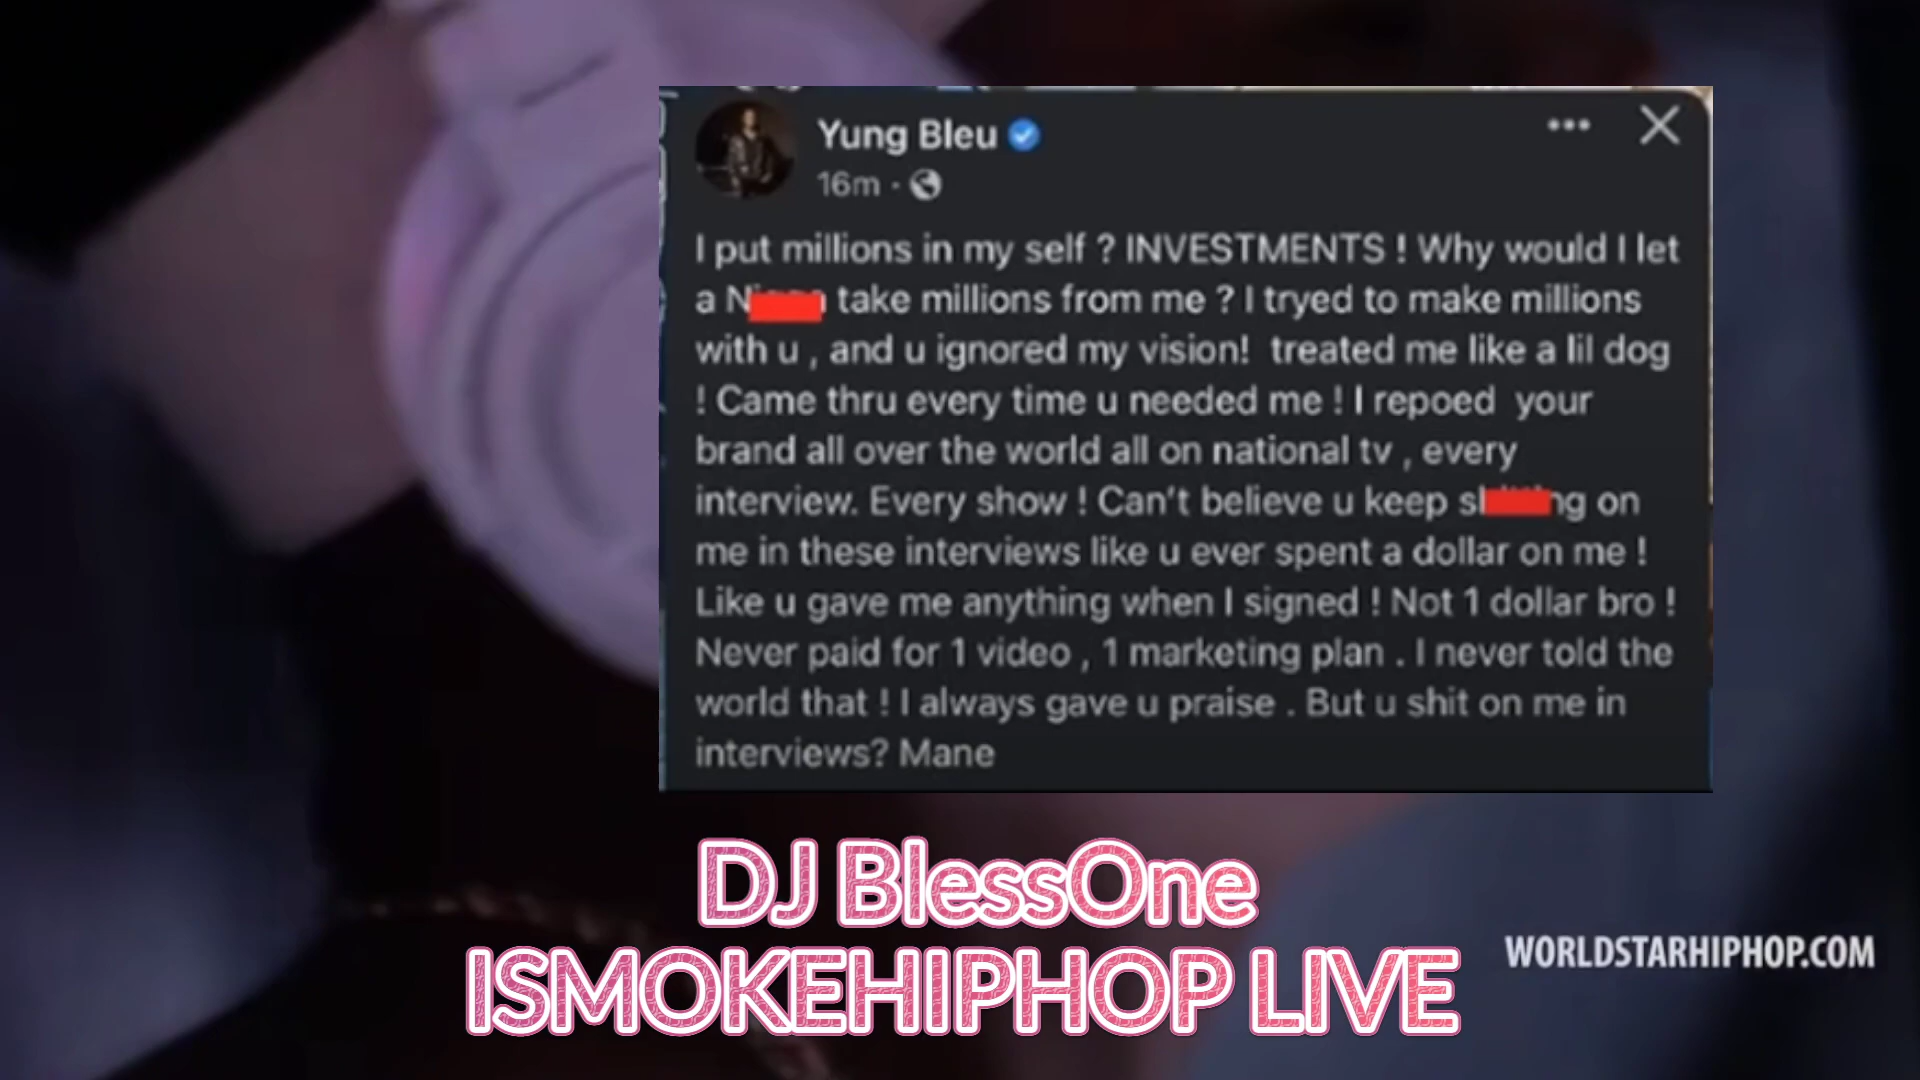 Yung Bleu
16m ·
I put millions in my self ? INVESTMENTS ! Why would I let
a take millions from me ? I tryed to make millions
with u , and u ignored my vision! treated me like a lil dog
! Came thru every time u needed me ! I repoed your
brand all over the world all on national tv , every
interview. Every show ! Can't believe u keep on
me in these interviews like u ever spent a dollar on me !
Like u gave me anything when I signed ! Not 1 dollar bro !
Never paid for 1 video , 1 marketing plan . I never told the
world that ! I always gave u praise . But u shit on me in
interviews? Mane
DJ BlessOne
ISMOKEHIPHOP LIVE
WORLDSTARHIPHOP.COM